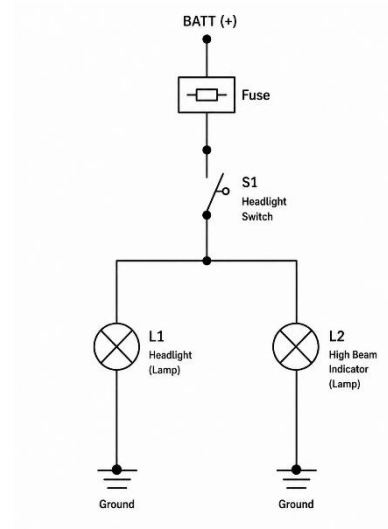 BATT (+)
Fuse
S1
Headlight
Switch
L1
Headlight
(Lamp)
L2
High Beam
Indicator
(Lamp)
Ground
Ground